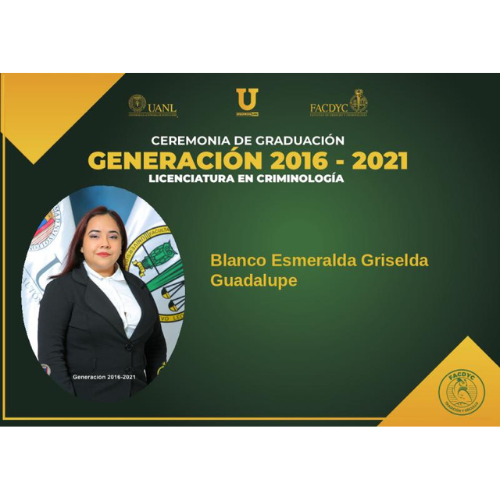 UANL
U
FACDYC
CEREMONIA DE GRADUACIÓN
GENERACIÓN 2016 - 2021
LICENCIATURA EN CRIMINOLOGÍA
Blanco Esmeralda Griselda
Guadalupe
Generación 2016-2021
FACDYC